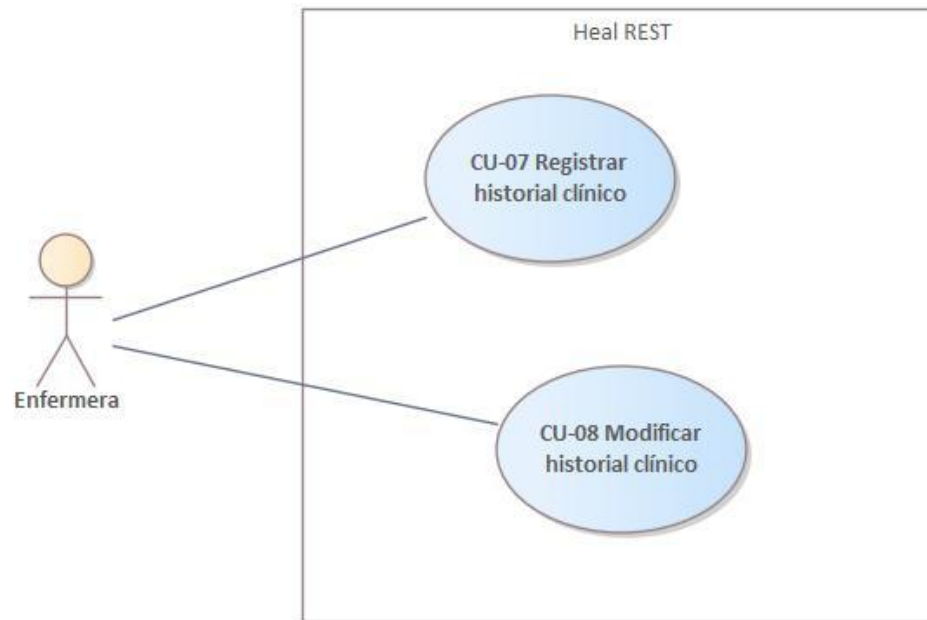 Heal REST
CU-07 Registrar
historial clínico
Enfermera
CU-08 Modificar
historial clínico